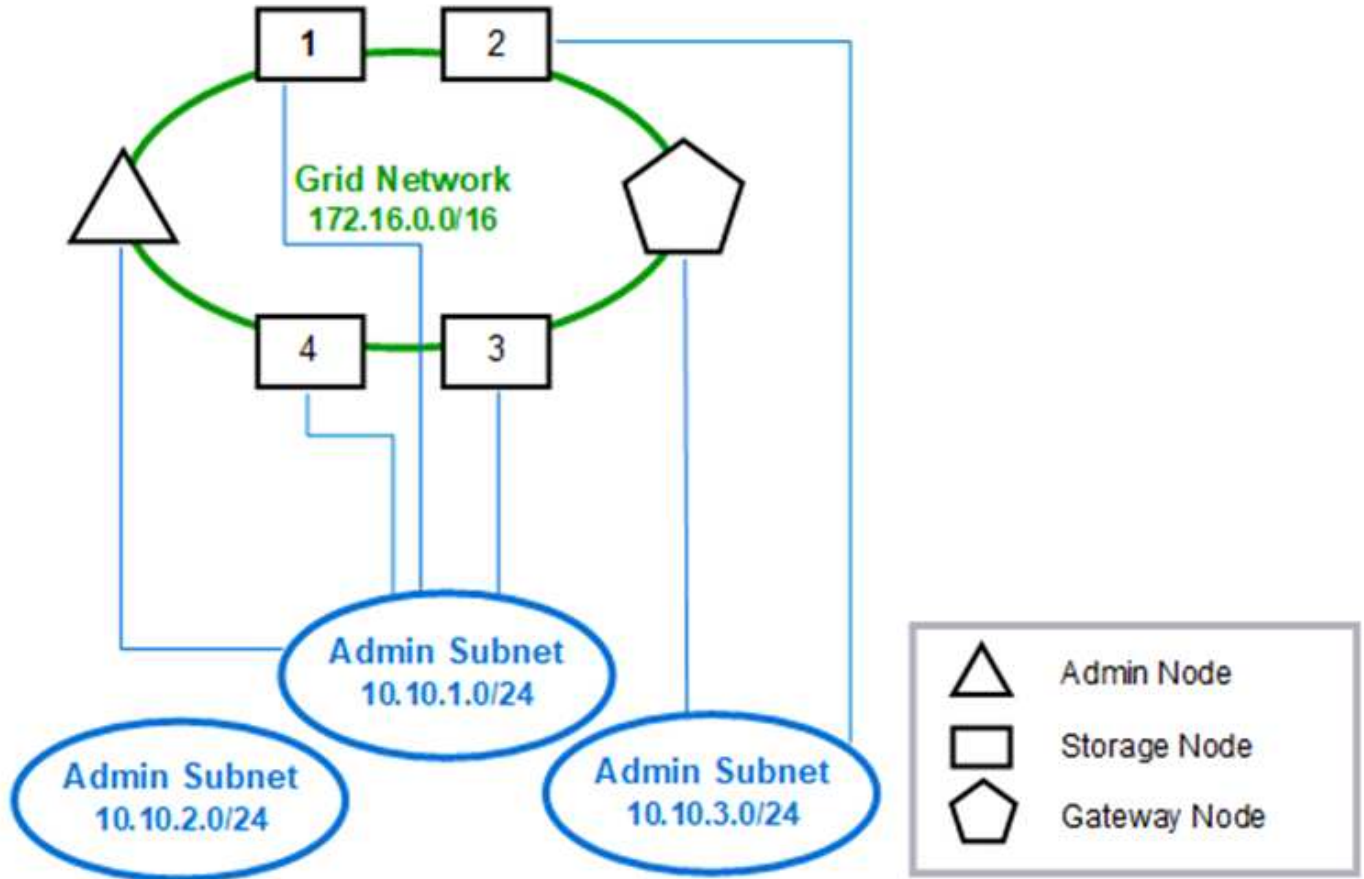 1
2
Grid Network
172.16.0.0/16
4
3
Admin Subnet
10.10.1.0/24
Admin Subnet
10.10.2.0/24
Admin Subnet
10.10.3.0/24
Admin Node
Storage Node
Gateway Node